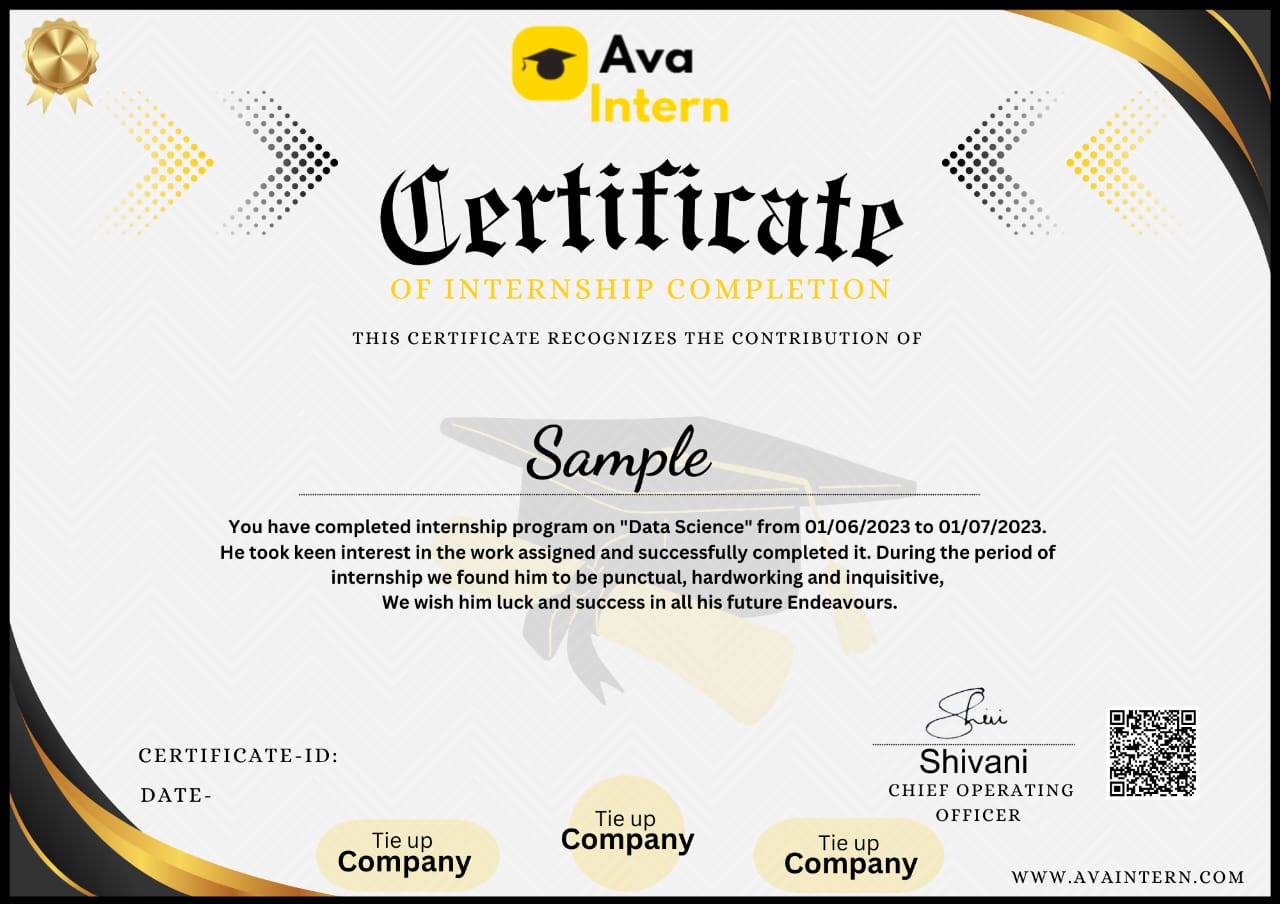 Ava
Intern
Certificate
OF INTERNSHIP COMPLETION
THIS CERTIFICATE RECOGNIZES THE CONTRIBUTION OF
Sample
You have completed internship program on "Data Science" from 01/06/2023 to 01/07/2023.
He took keen interest in the work assigned and successfully completed it. During the period of
internship we found him to be punctual, hardworking and inquisitive,
We wish him luck and success in all his future Endeavours.
Shivani
CHIEF OPERATING
OFFICER
CERTIFICATE-ID:
DATE-
Tie up
Company
Tie up
Company
Tie up
Company
WWW.AVAINTERN.COM